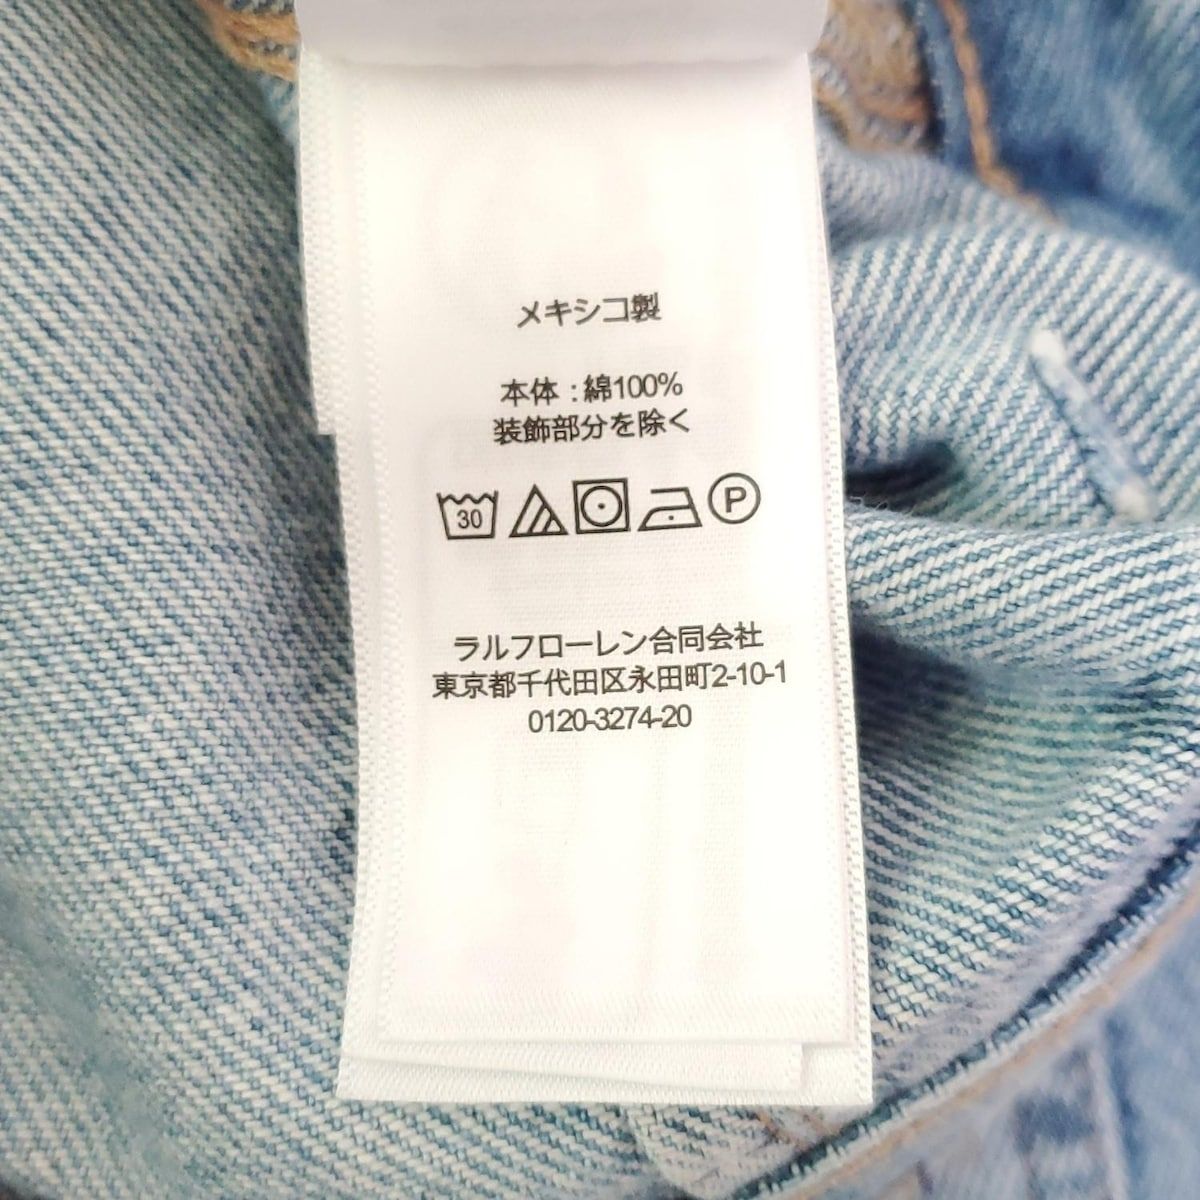 メキシコ製
本体 : 綿100%
装飾部分を除く
30 P
ラルフローレン合同会社
東京都千代田区永田町2-10-1
0120-3274-20